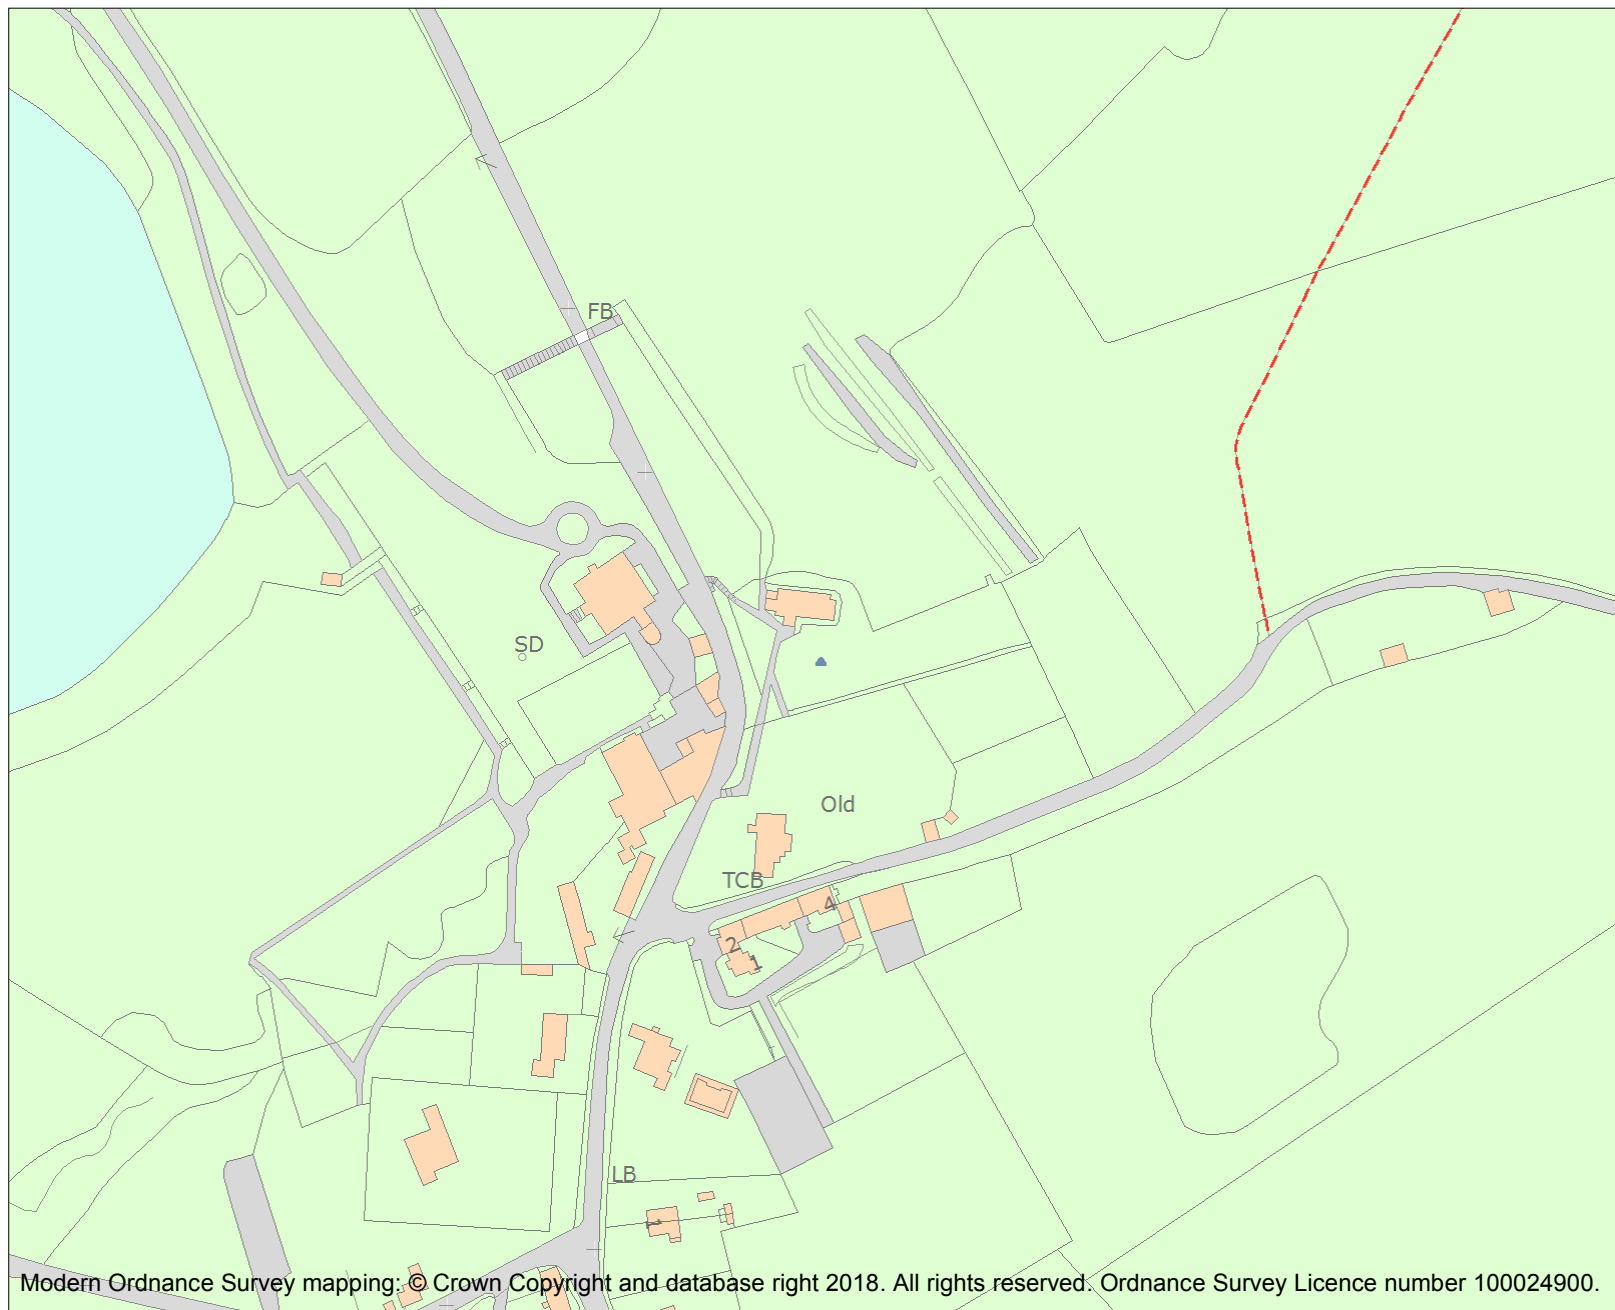 FB
SD
Old
TCB
4
2
1
LB
1
Modern Ordnance Survey mapping: © Crown Copyright and database right 2018. All rights reserved. Ordnance Survey Licence number 100024900.